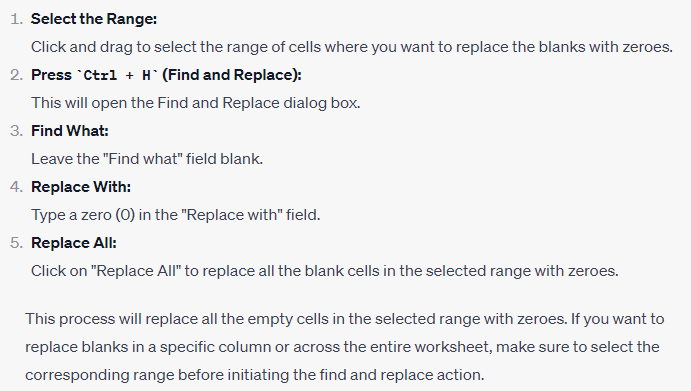 1. Select the Range:
Click and drag to select the range of cells where you want to replace the blanks with zeroes.
2. Press `Ctrl + H` (Find and Replace):
This will open the Find and Replace dialog box.
3. Find What:
Leave the "Find what" field blank.
4. Replace With:
Type a zero (0) in the "Replace with" field.
5. Replace All:
Click on "Replace All" to replace all the blank cells in the selected range with zeroes.
This process will replace all the empty cells in the selected range with zeroes. If you want to
replace blanks in a specific column or across the entire worksheet, make sure to select the
corresponding range before initiating the find and replace action.